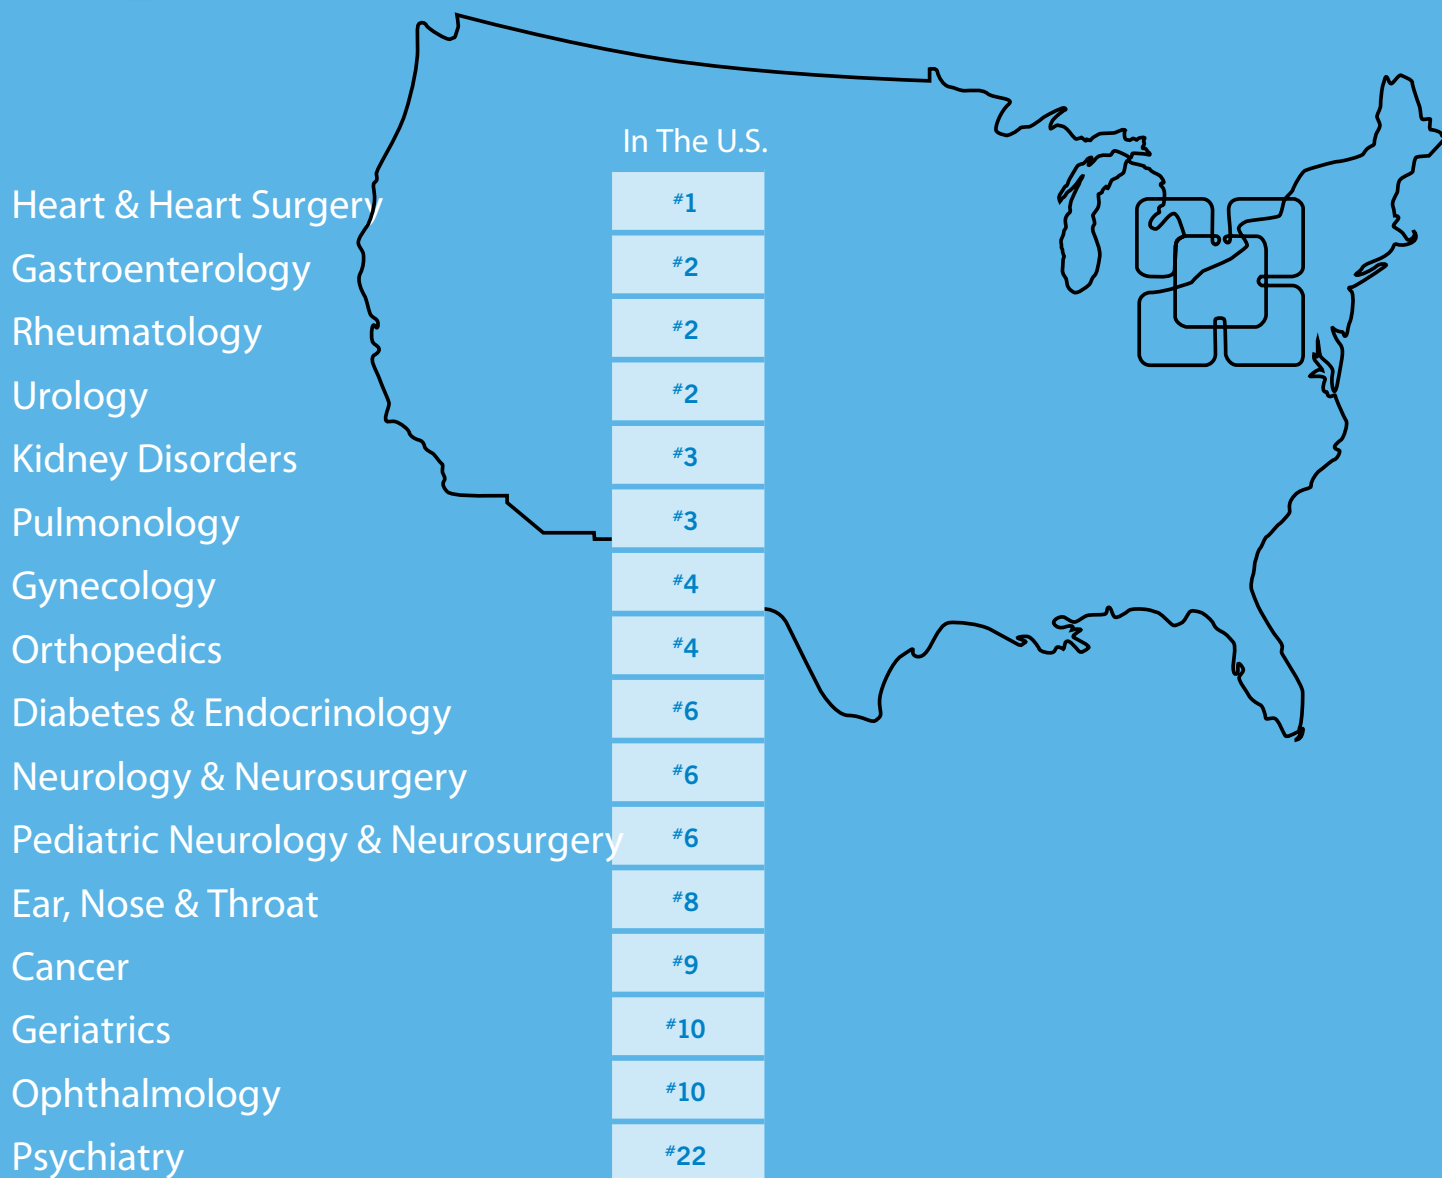 In The U.S.
Heart & Heart Surgery #1
Gastroenterology #2
Rheumatology #2
Urology #2
Kidney Disorders #3
Pulmonology #3
Gynecology #4
Orthopedics #4
Diabetes & Endocrinology #6
Neurology & Neurosurgery #6
Pediatric Neurology & Neurosurgery #6
Ear, Nose & Throat #8
Cancer #9
Geriatrics #10
Ophthalmology #10
Psychiatry #22